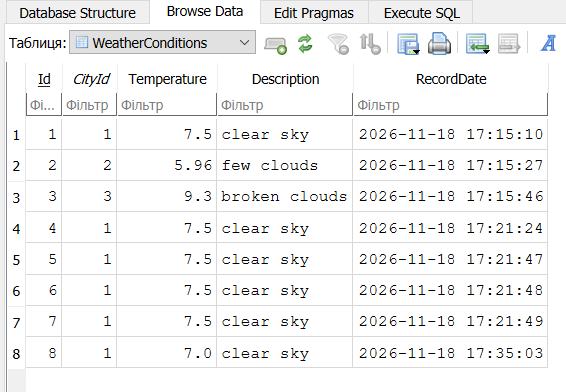 Database Structure Browse Data Edit Pragmas Execute SQL
Таблиця: WeatherConditions
Id CityId Temperature Description RecordDate
Фі... Фільтр Фільтр Фільтр Фільтр
1 1 1 7.5 clear sky 2026-11-18 17:15:10
2 2 2 5.96 few clouds 2026-11-18 17:15:27
3 3 3 9.3 broken clouds 2026-11-18 17:15:46
4 4 1 7.5 clear sky 2026-11-18 17:21:24
5 5 1 7.5 clear sky 2026-11-18 17:21:47
6 6 1 7.5 clear sky 2026-11-18 17:21:48
7 7 1 7.5 clear sky 2026-11-18 17:21:49
8 8 1 7.0 clear sky 2026-11-18 17:35:03